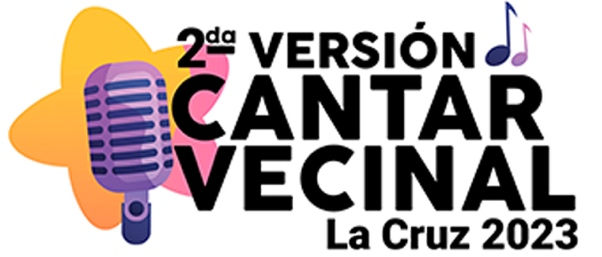 2da VERSIÓN
CANTAR
VECINAL
La Cruz 2023